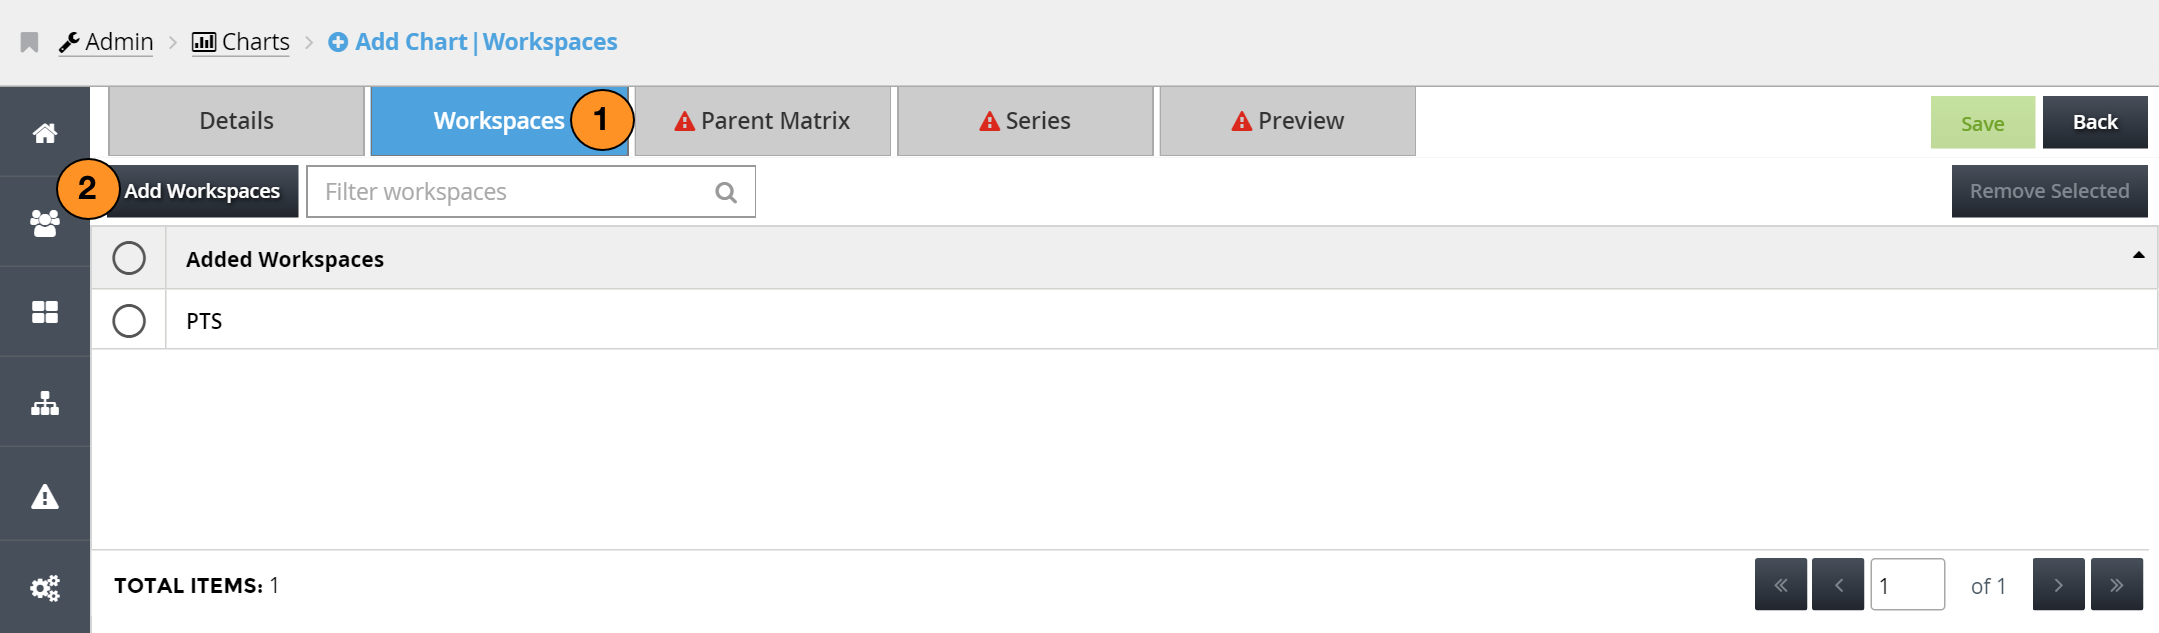 Admin > Charts > Add Chart|Workspaces
Details Workspaces 1 Parent Matrix Series Preview Save Back
2 Add Workspaces Filter workspaces Remove Selected
Added Workspaces
PTS
TOTAL ITEMS: 1 « < 1 of 1 > »